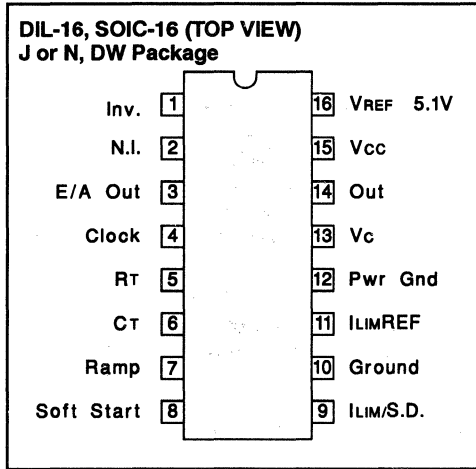 DIL-16, SOIC-16 (TOP VIEW)
J or N, DW Package
Inv. 1
16 VREF 5.1V
N.I. 2
15 Vcc
E/A Out 3
14 Out
Clock 4
13 Vc
RT 5
12 Pwr Gnd
CT 6
11 ILIMREF
Ramp 7
10 Ground
Soft Start 8
9 ILIM/S.D.